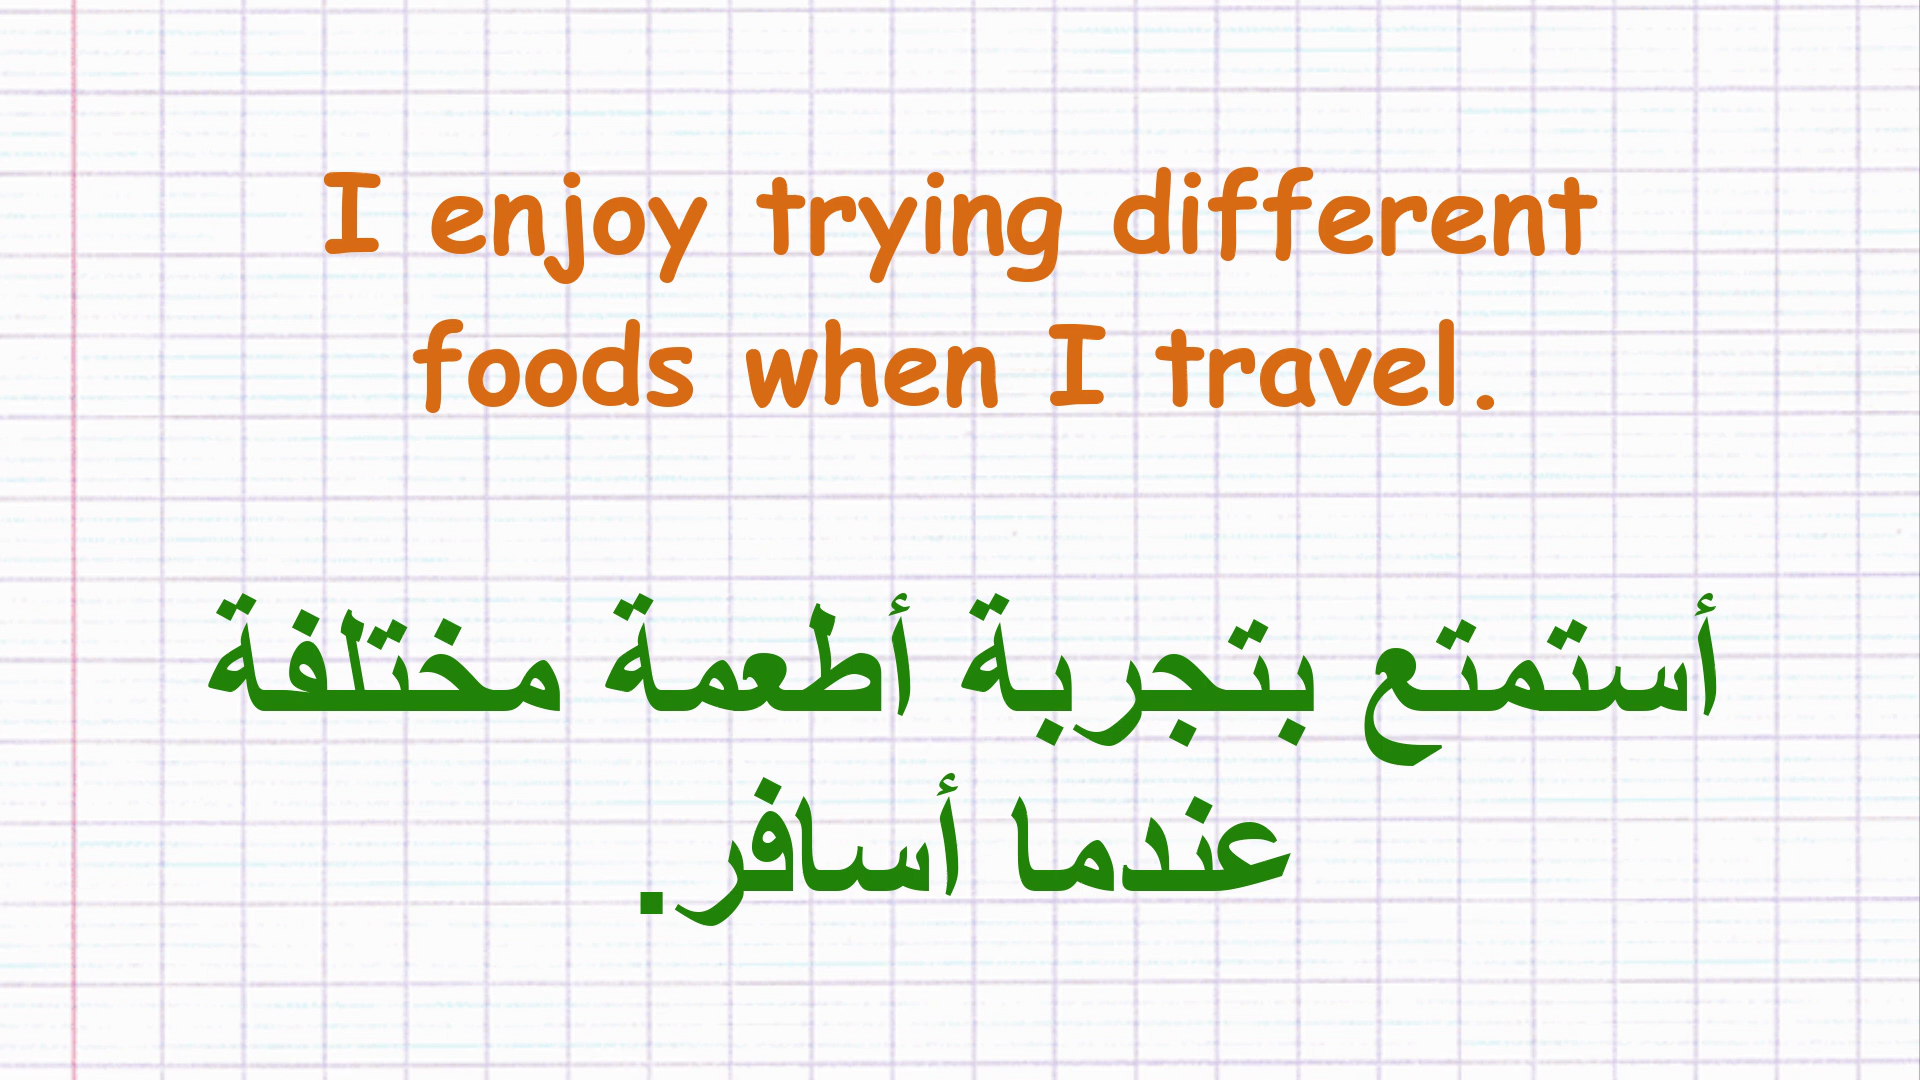 I enjoy trying different
foods when I travel.
أستمتع بتجربة أطعمة مختلفة
عندما أسافر.